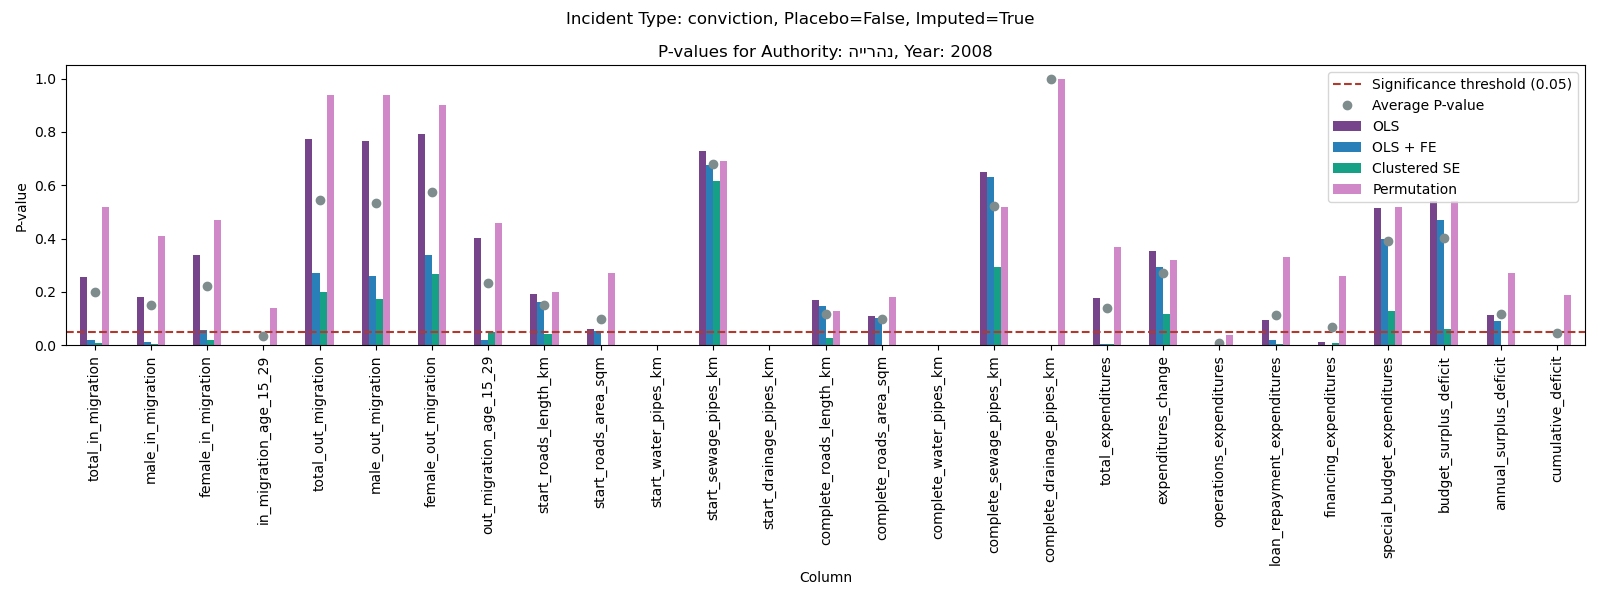 Incident Type: conviction, Placebo=False, Imputed=True
P-values for Authority: נהרייה, Year: 2008
P-value
1.0
0.8
0.6
0.4
0.2
0.0
Significance threshold (0.05)
Average P-value
OLS
OLS + FE
Clustered SE
Permutation
total_in_migration
male_in_migration
female_in_migration
in_migration_age_15_29
total_out_migration
male_out_migration
female_out_migration
out_migration_age_15_29
start_roads_length_km
start_roads_area_sqm
start_water_pipes_km
start_sewage_pipes_km
start_drainage_pipes_km
complete_roads_length_km
complete_roads_area_sqm
complete_water_pipes_km
complete_sewage_pipes_km
complete_drainage_pipes_km
total_expenditures
expenditures_change
operations_expenditures
loan_repayment_expenditures
financing_expenditures
special_budget_expenditures
budget_surplus_deficit
annual_surplus_deficit
cumulative_deficit
Column